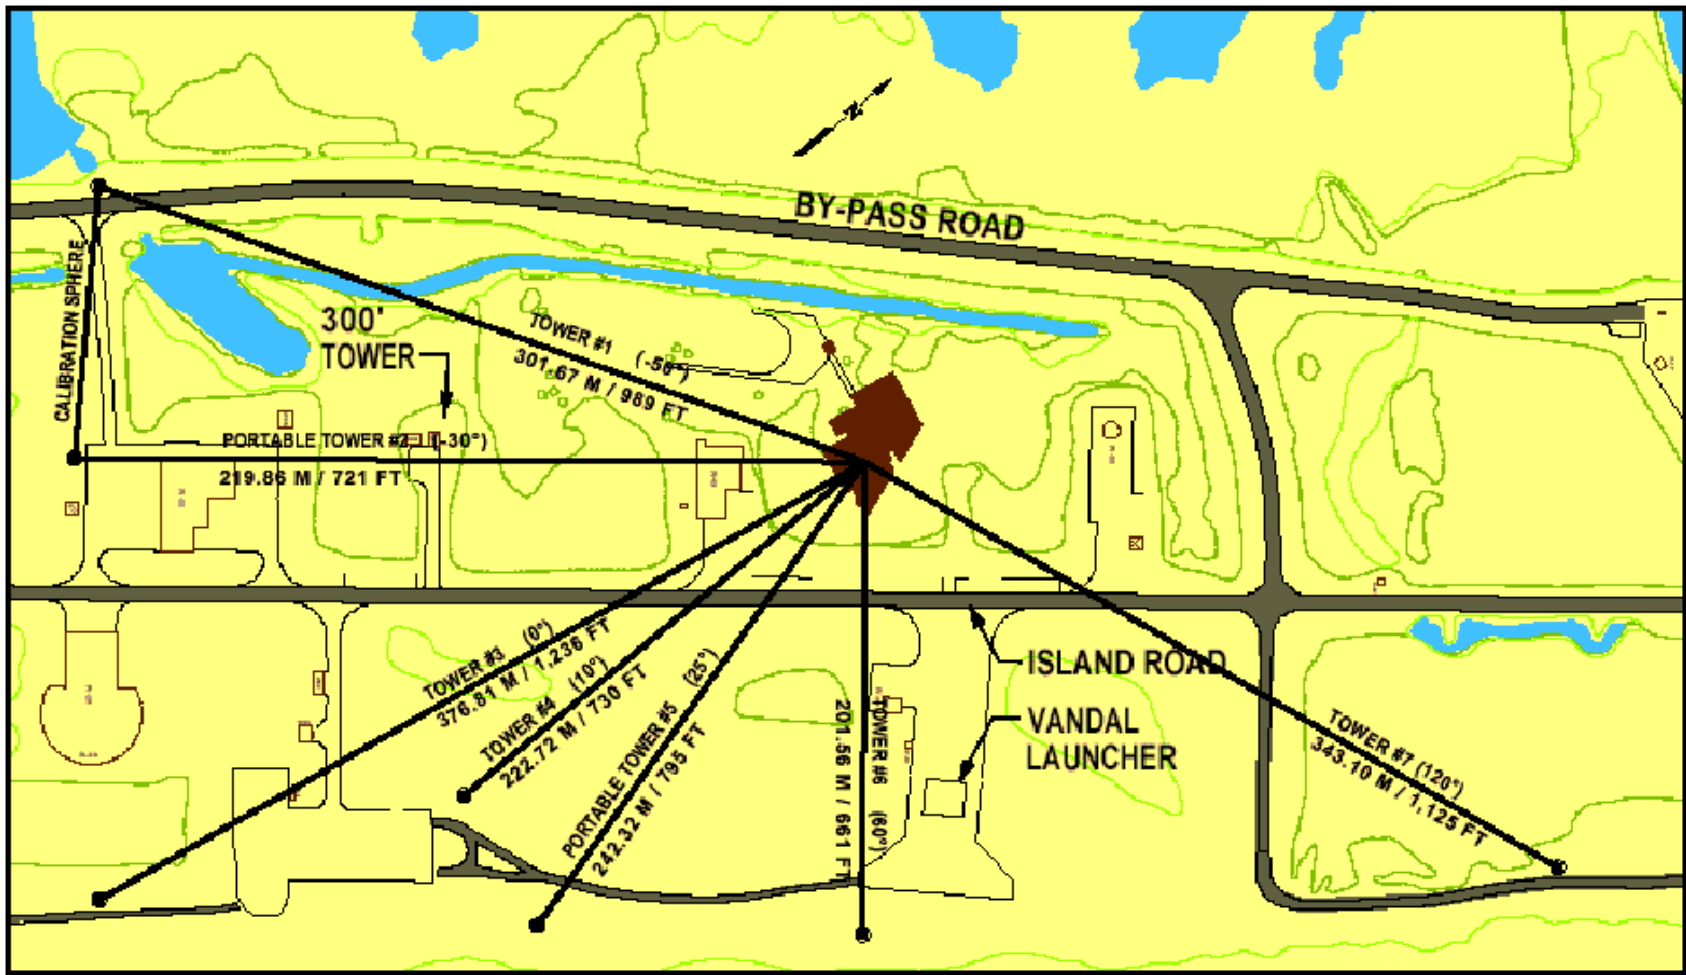 N
BY-PASS ROAD
CALIBRATION SPHERE
300'
TOWER
TOWER #1 (-50°)
301.67 M / 989 FT
PORTABLE TOWER #2 (-30°)
219.86 M / 721 FT
TOWER #3 (0°)
376.81 M / 1,236 FT
TOWER #4 (10°)
222.72 M / 730 FT
PORTABLE TOWER #5 (25°)
242.32 M / 795 FT
TOWER #6 (60°)
201.56 M / 661 FT
ISLAND ROAD
VANDAL
LAUNCHER
TOWER #7 (120°)
343.10 M / 1,125 FT